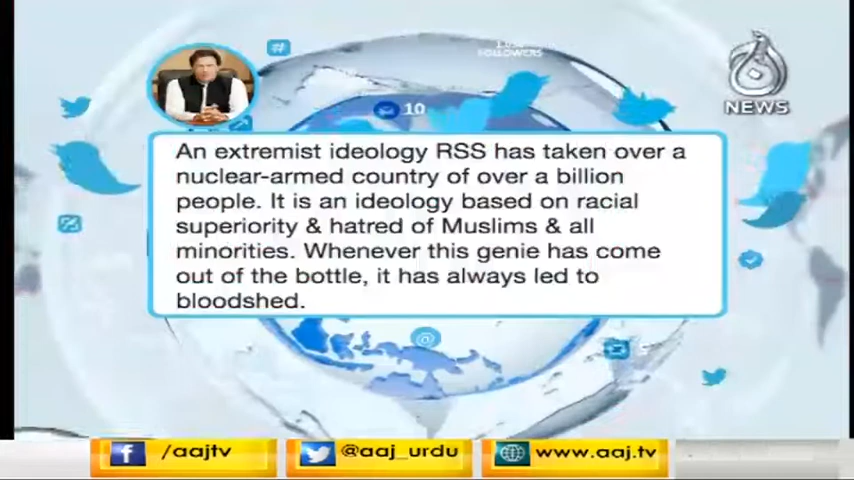 FOLLOWERS
10
NEWS
An extremist ideology RSS has taken over a
nuclear-armed country of over a billion
people. It is an ideology based on racial
superiority & hatred of Muslims & all
minorities. Whenever this genie has come
out of the bottle, it has always led to
bloodshed.
/aajtv
@aaj_urdu
www.aaj.tv